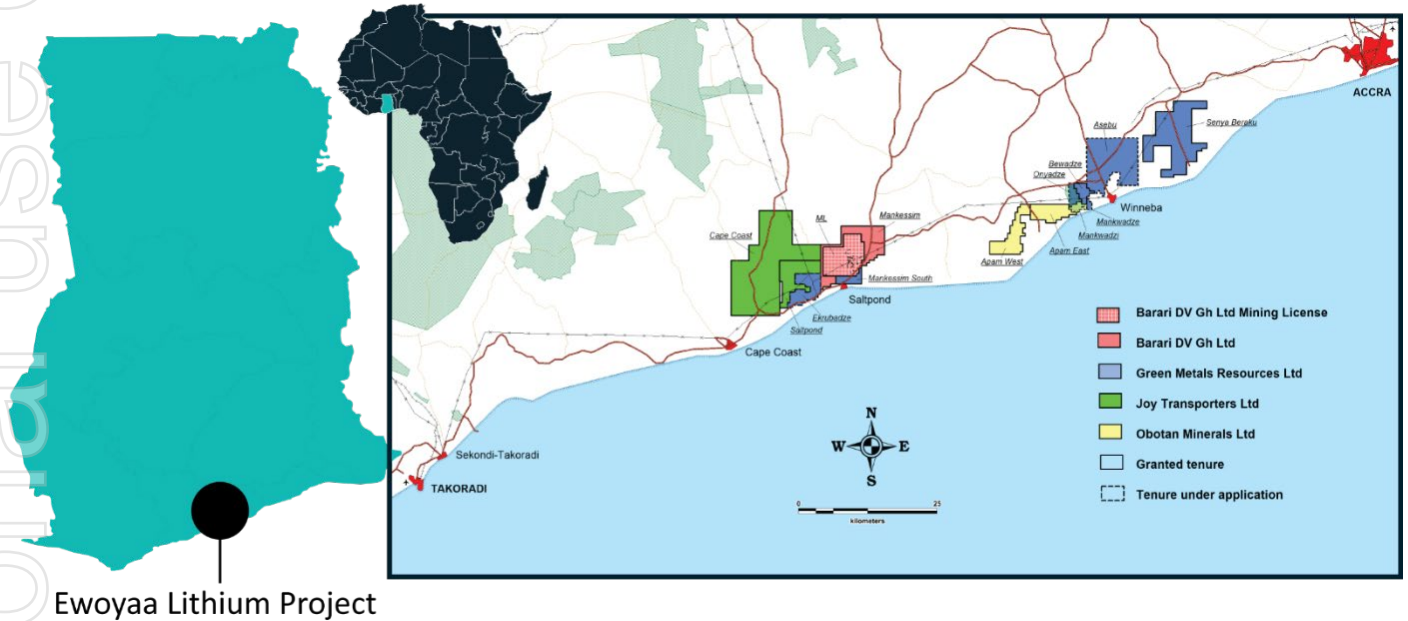 Ewoyaa Lithium Project
ACCRA
Senya Beraku
Asebu
Bewadze
Onyadze
Winneba
Mankwadze
Mankwadzi
Apam East
Apam West
Mankessim
ML
Cape Coast
Mankessim South
Saltpond
Ekrubadze
Saltpond
Cape Coast
Sekondi-Takoradi
TAKORADI
N
W E
S
0 25
kilometers
Barari DV Gh Ltd Mining License
Barari DV Gh Ltd
Green Metals Resources Ltd
Joy Transporters Ltd
Obotan Minerals Ltd
Granted tenure
Tenure under application